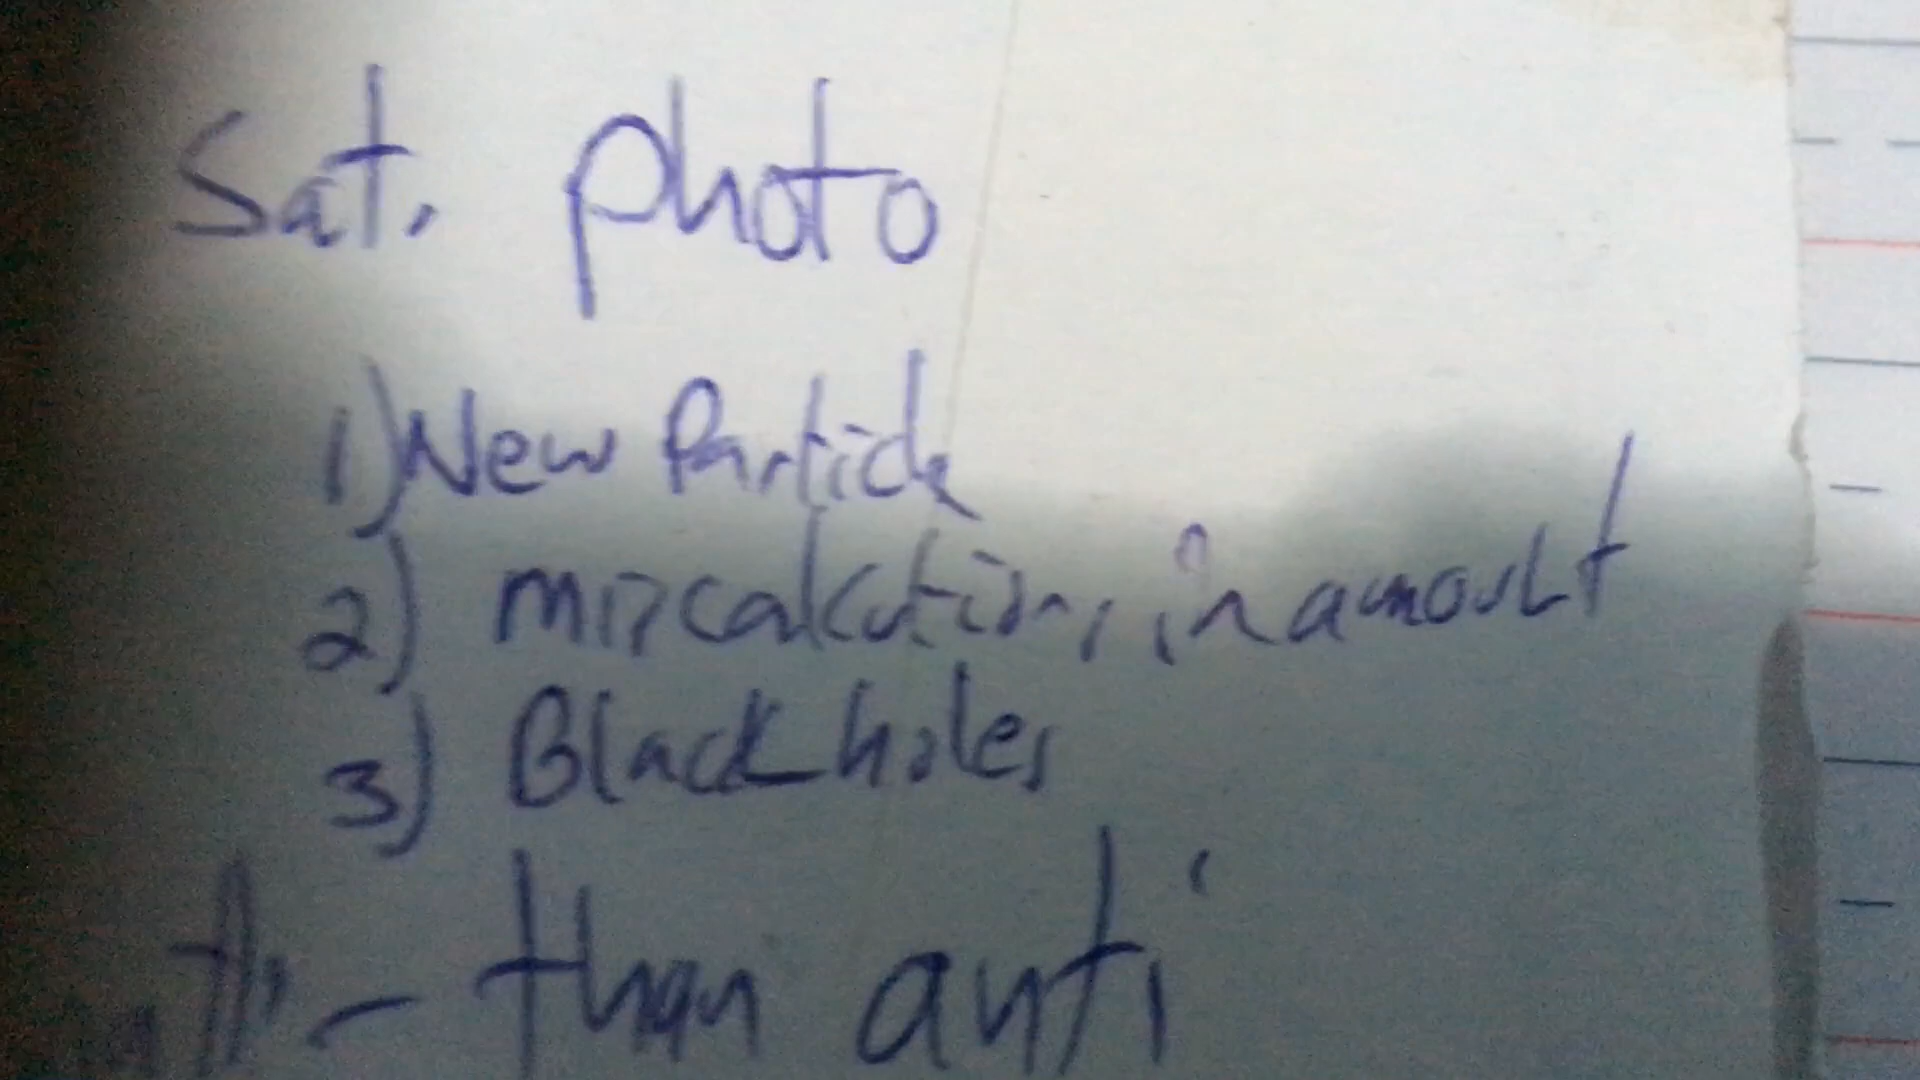 Sat. photo
1) New Particle
2) miscalculation, in amount
3) Black holes
than anti